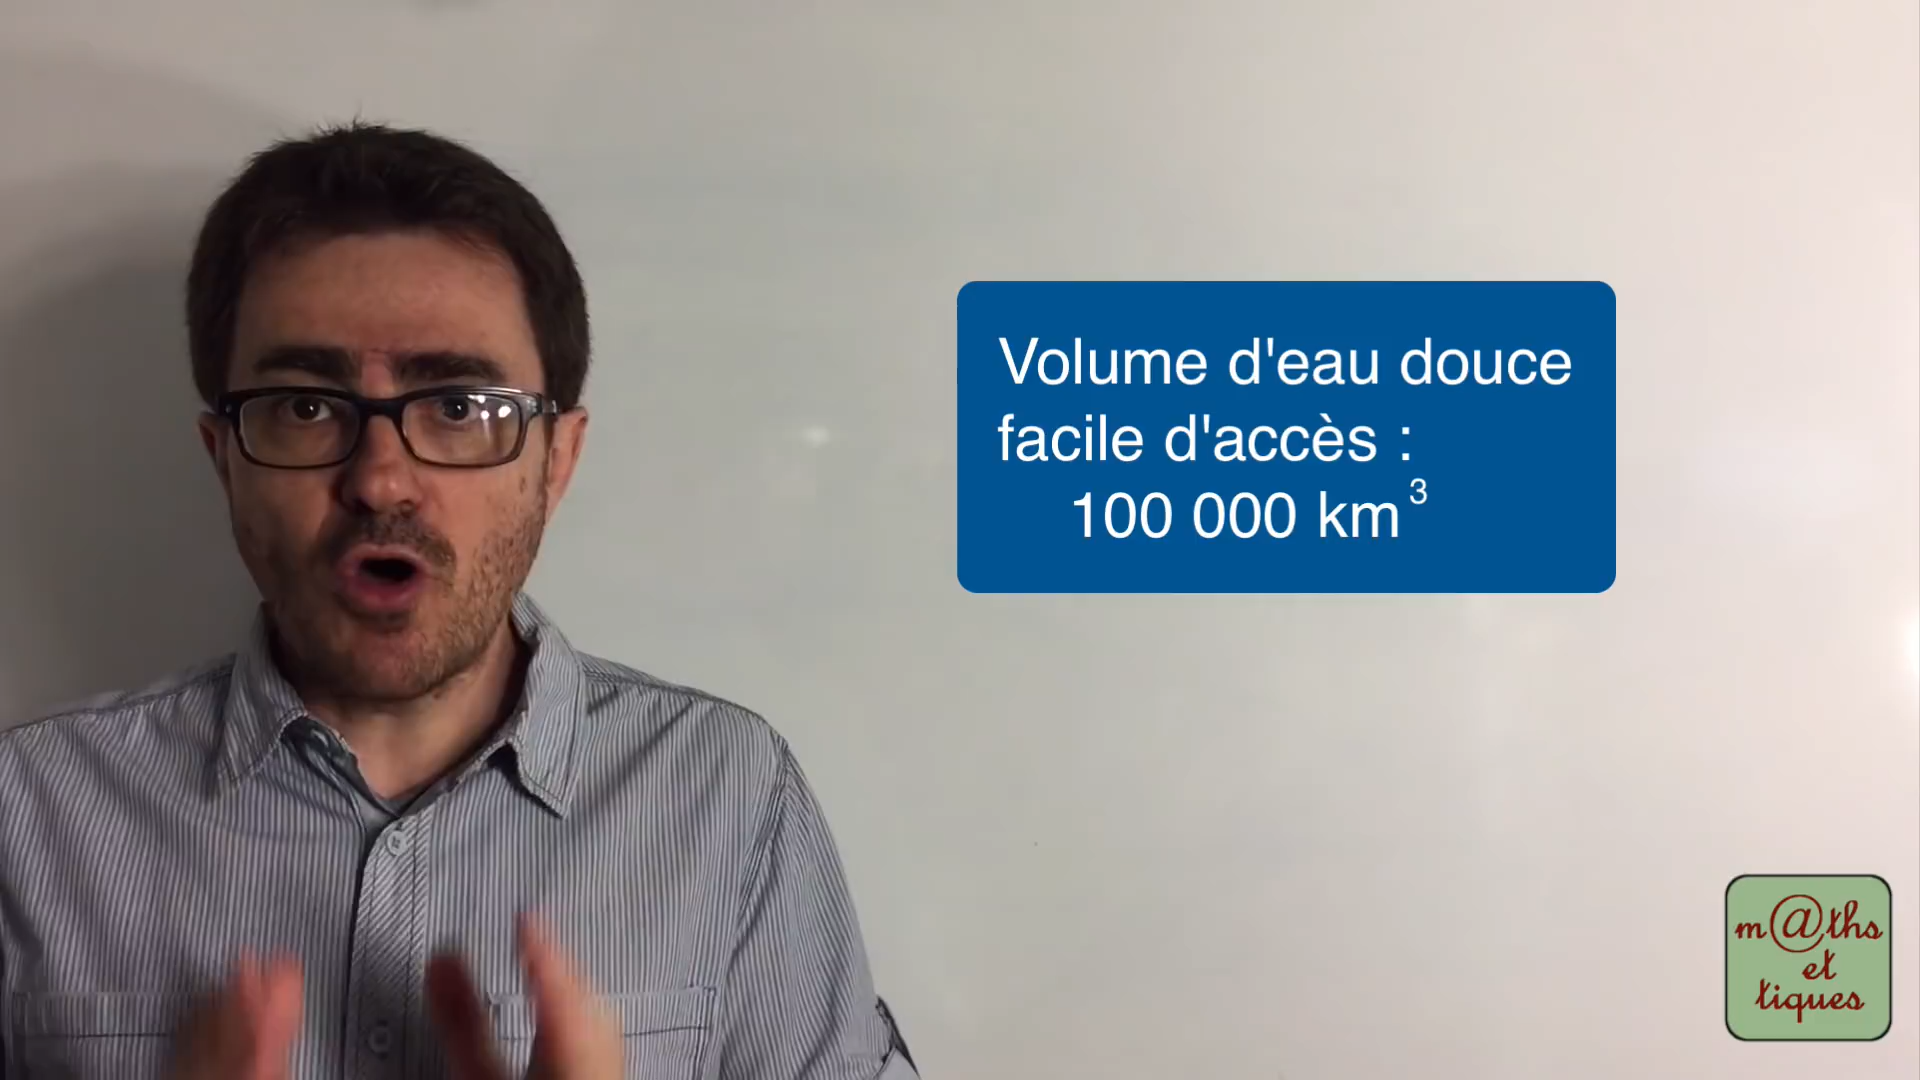 Volume d'eau douce
facile d'accès :
100 000 km³
m@ths
et
tiques